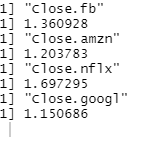 1] "Close.fb"
1] 1.360928
1] "Close.amzn"
1] 1.203783
1] "Close.nflx"
1] 1.697295
1] "Close.googl"
1] 1.150686